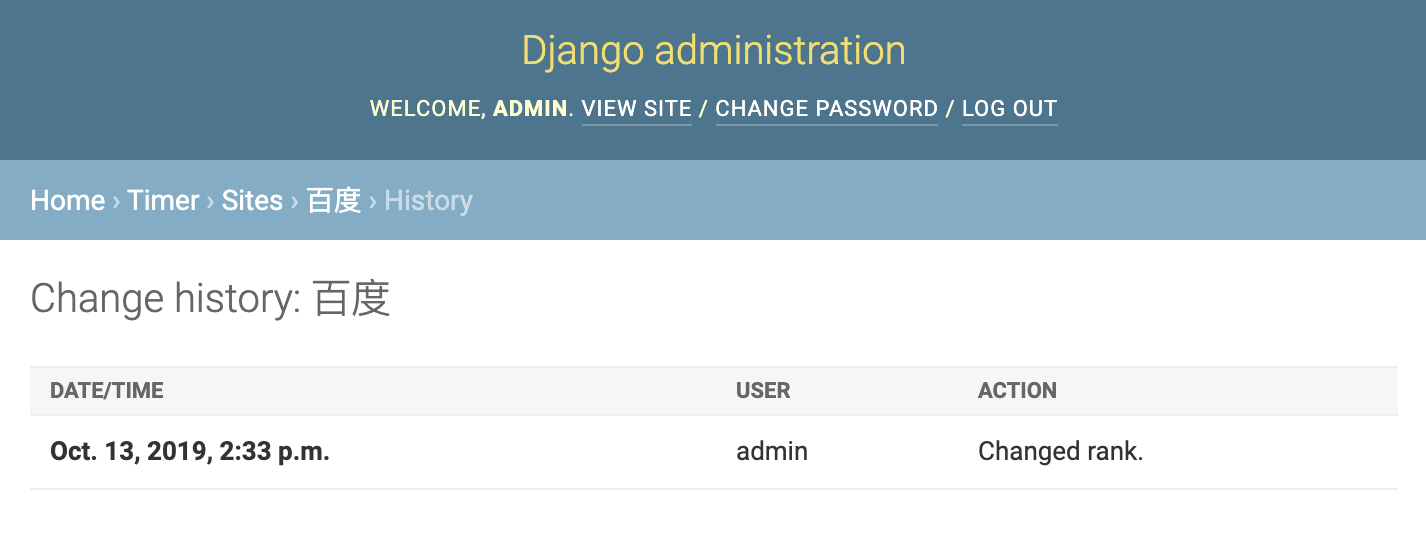 Django administration
WELCOME, ADMIN. VIEW SITE / CHANGE PASSWORD / LOG OUT
Home › Timer › Sites › 百度 › History
Change history: 百度
DATE/TIME USER ACTION
Oct. 13, 2019, 2:33 p.m. admin Changed rank.